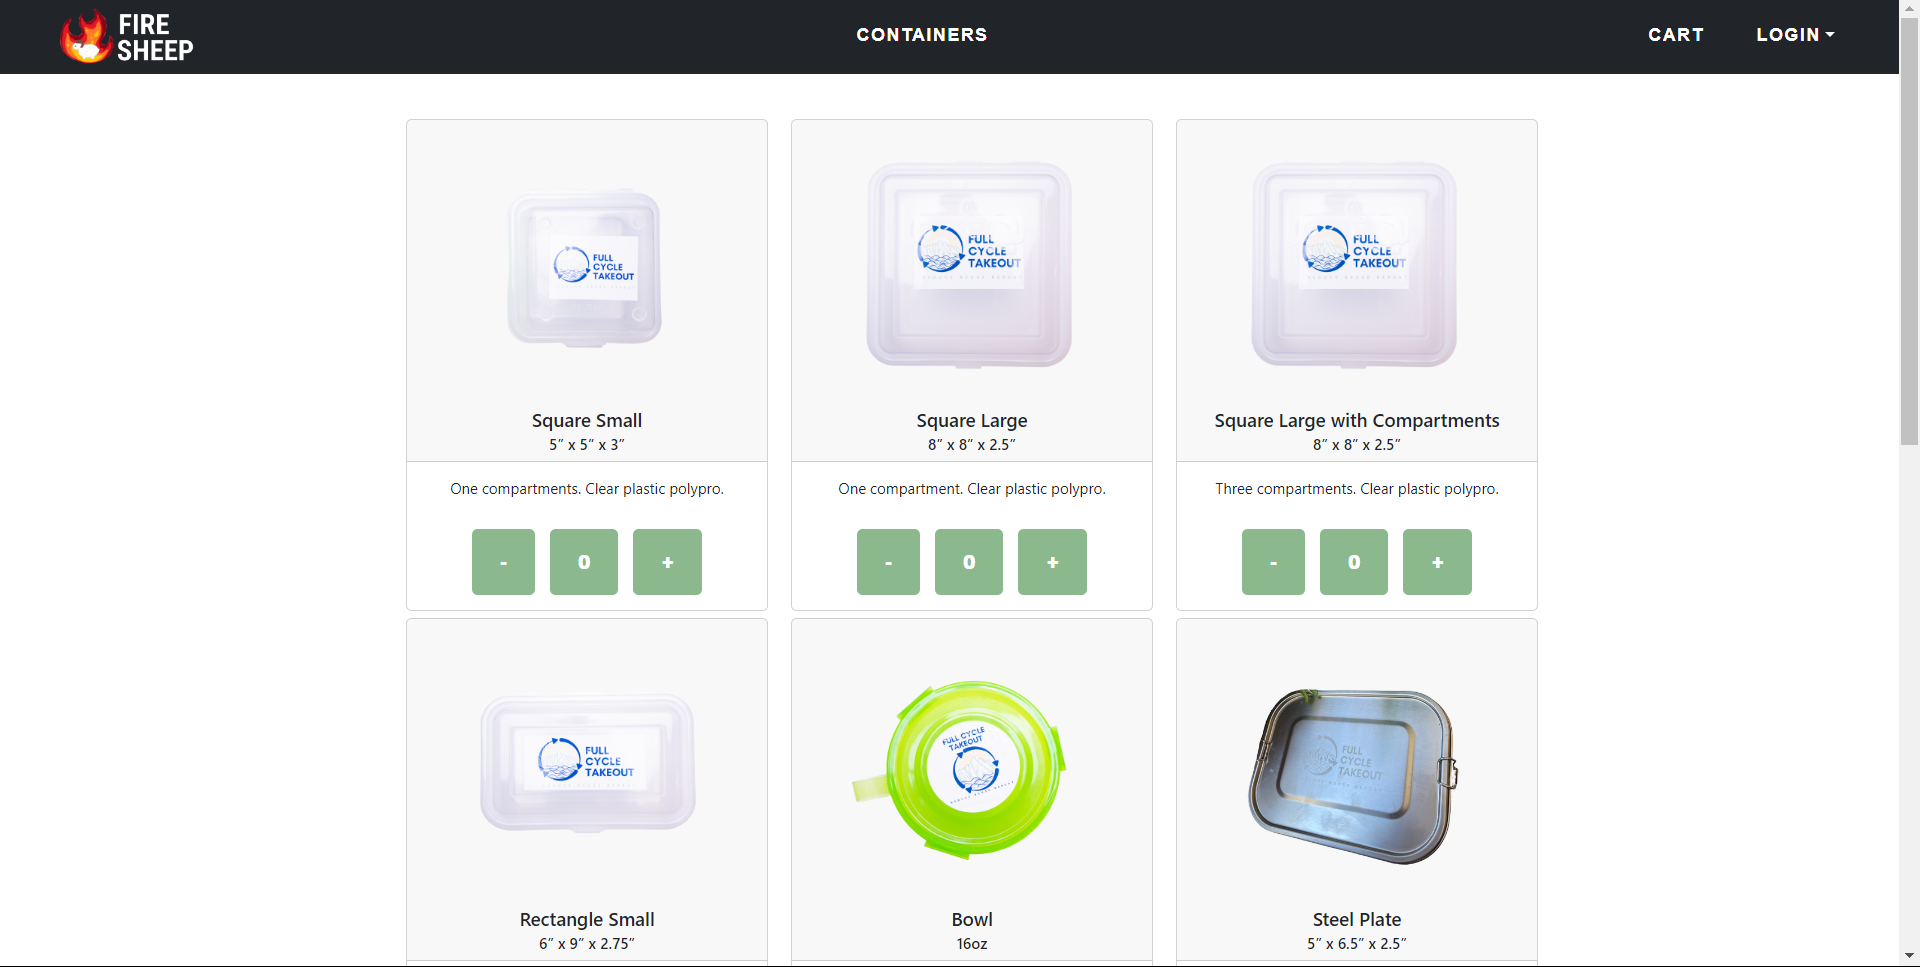 FIRE
SHEEP
CONTAINERS
CART
LOGIN
FULL
CYCLE
TAKEOUT
FULL
CYCLE
TAKEOUT
FULL
CYCLE
TAKEOUT
Square Small
5” x 5” x 3”
Square Large
8” x 8” x 2.5”
Square Large with Compartments
8” x 8” x 2.5”
One compartments. Clear plastic polypro.
One compartment. Clear plastic polypro.
Three compartments. Clear plastic polypro.
- 0 +
- 0 +
- 0 +
FULL
CYCLE
TAKEOUT
FULL CYCLE
TAKEOUT
FULL
CYCLE
TAKEOUT
Rectangle Small
6” x 9” x 2.75”
Bowl
16oz
Steel Plate
5” x 6.5” x 2.5”